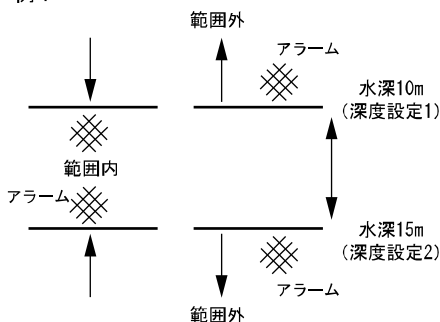 範囲外
アラーム
水深10m
(深度設定1)
範囲内
アラーム
水深15m
(深度設定2)
アラーム
範囲外